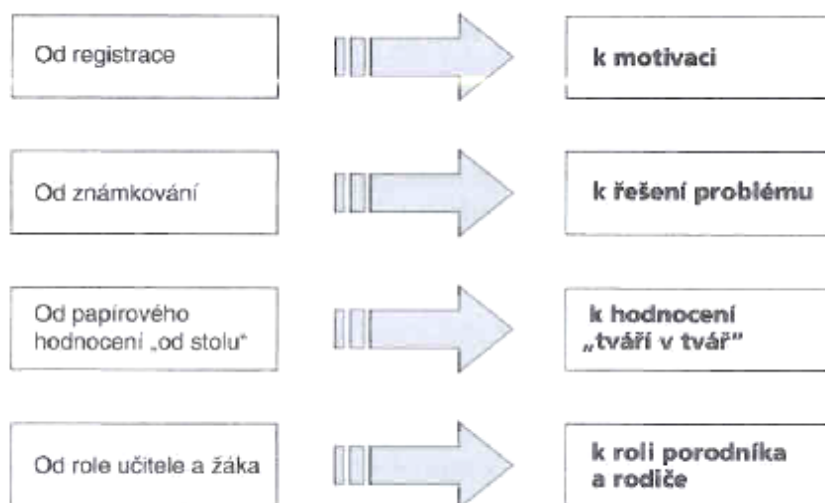 Od registrace
k motivaci
Od známkování
k řešení problému
Od papírového
hodnocení „od stolu“
k hodnocení
„tváří v tvář“
Od role učitele a žáka
k roli porodníka
a rodiče